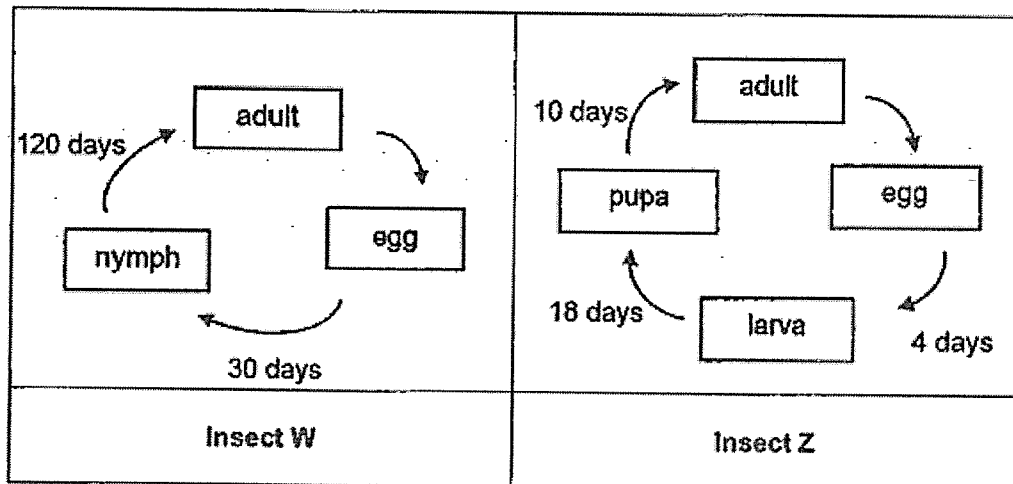 adult
120 days
egg
nymph
30 days
Insect W
adult
10 days
pupa
egg
18 days
larva
4 days
Insect Z